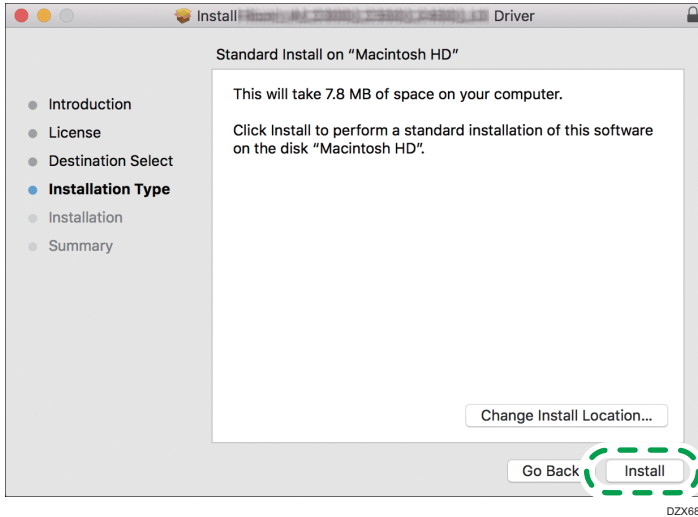 Install Driver
Standard Install on “Macintosh HD”
Introduction
License
Destination Select
Installation Type
Installation
Summary
This will take 7.8 MB of space on your computer.
Click Install to perform a standard installation of this software
on the disk “Macintosh HD”.
Change Install Location...
Go Back
Install
DZX68